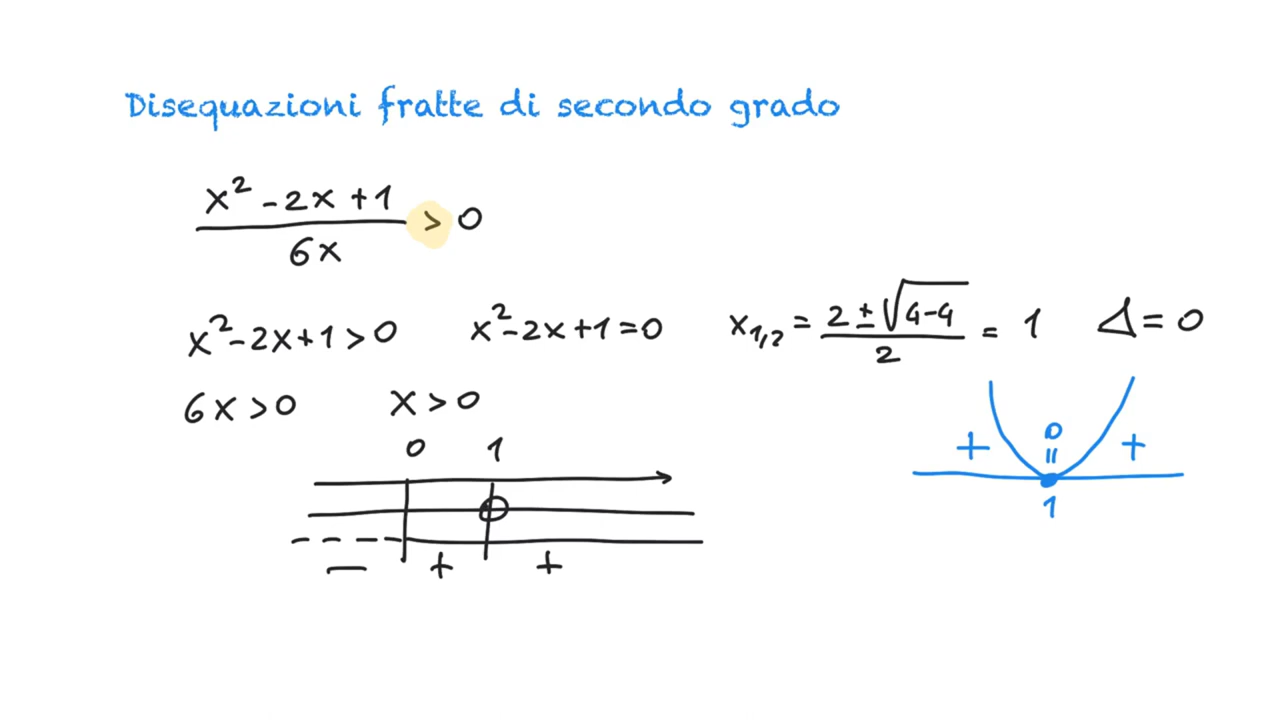 Disequazioni fratte di secondo grado
x² - 2x + 1
6x
> 0
x² - 2x + 1 > 0 x² - 2x + 1 = 0 x₁,₂ = (2 ± √(4-4))/2 = 1 Δ = 0
6x > 0 x > 0
0 1
+ 0 +
=
1
- + +